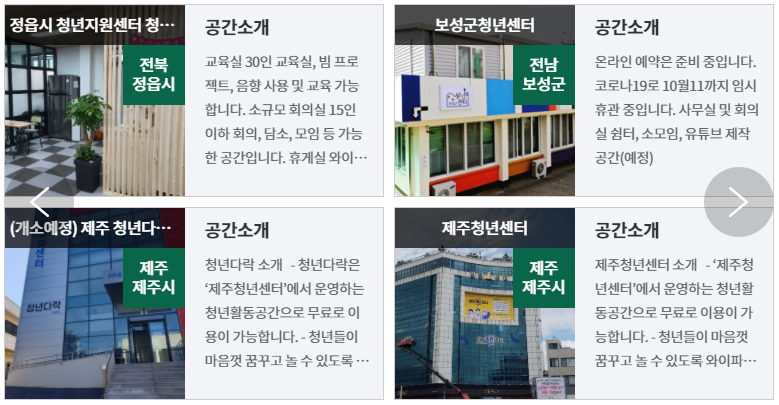 정읍시 청년지원센터 청…
전북
정읍시
공간소개
교육실 30인 교육실, 빔 프로
젝트, 음향 사용 및 교육 가능
합니다. 소규모 회의실 15인
이하 회의, 담소, 모임 등 가능
한 공간입니다. 휴게실 와이…
보성군청년센터
전남
보성군
공간소개
온라인 예약은 준비 중입니다.
코로나19로 10월11까지 임시
휴관 중입니다. 사무실 및 회의
실 쉼터, 소모임, 유튜브 제작
공간(예정)
(개소예정) 제주 청년다…
제주
제주시
센터
청년다락
공간소개
청년다락 소개 - 청년다락은
‘제주청년센터’에서 운영하는
청년활동공간으로 무료로 이
용이 가능합니다. - 청년들이
마음껏 꿈꾸고 놀 수 있도록 …
제주청년센터
제주
제주시
공간소개
제주청년센터 소개 - ‘제주청
년센터’에서 운영하는 청년활
동공간으로 무료로 이용이 가
능합니다. - 청년들이 마음껏
꿈꾸고 놀 수 있도록 와이파…